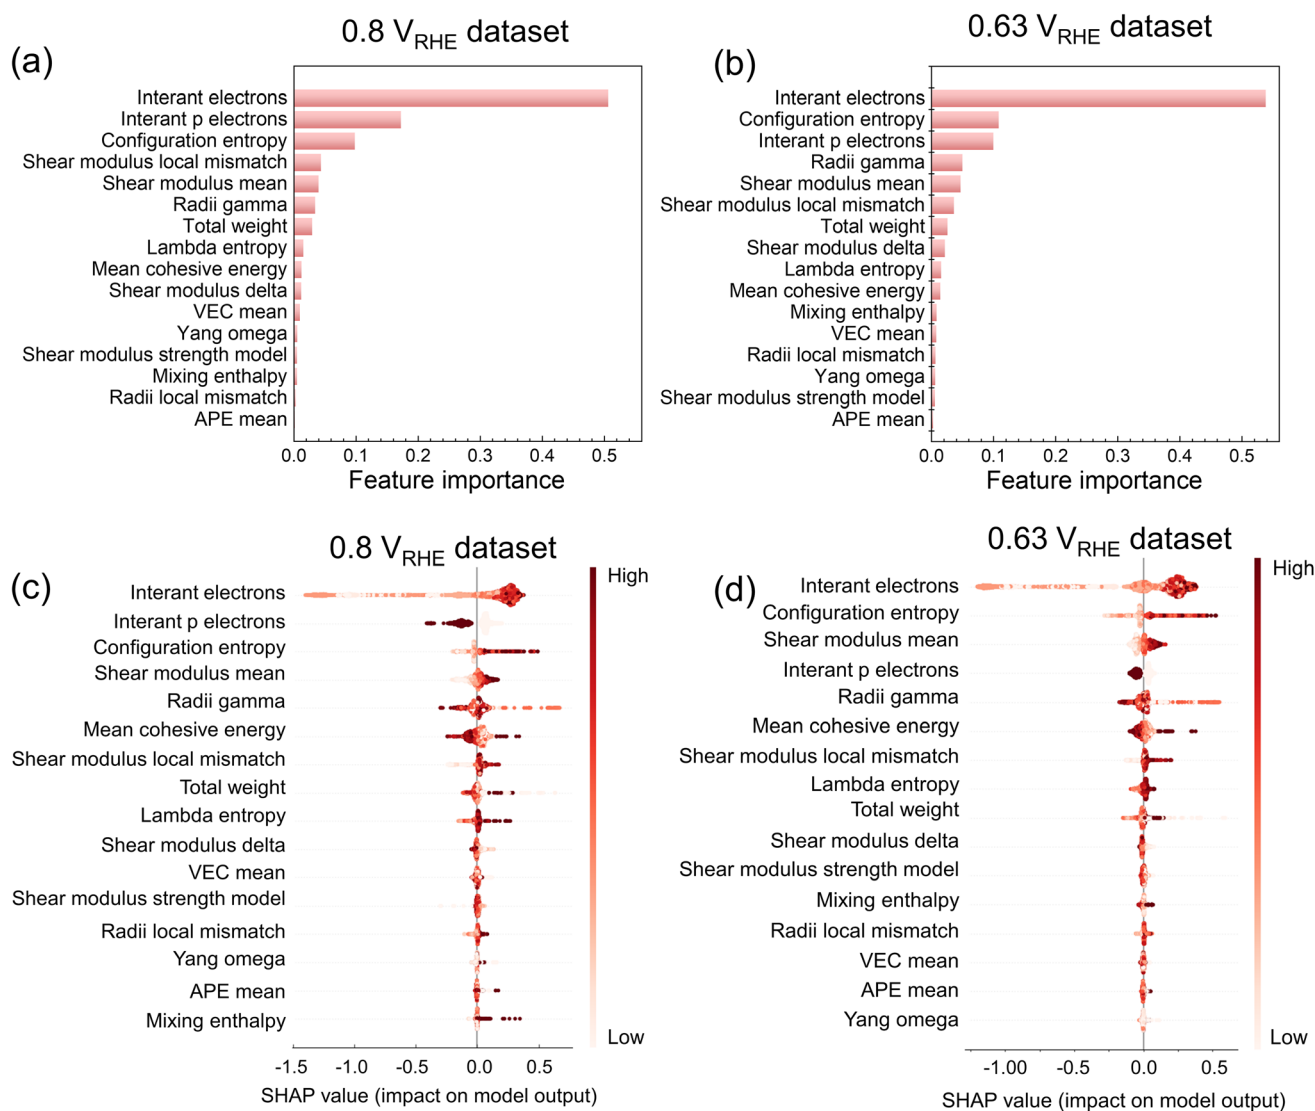 (a)
0.8 VRHE dataset
Interant electrons
Interant p electrons
Configuration entropy
Shear modulus local mismatch
Shear modulus mean
Radii gamma
Total weight
Lambda entropy
Mean cohesive energy
Shear modulus delta
VEC mean
Yang omega
Shear modulus strength model
Mixing enthalpy
Radii local mismatch
APE mean
0.0 0.1 0.2 0.3 0.4 0.5
Feature importance
(b)
0.63 VRHE dataset
Interant electrons
Configuration entropy
Interant p electrons
Radii gamma
Shear modulus mean
Shear modulus local mismatch
Total weight
Shear modulus delta
Lambda entropy
Mean cohesive energy
Mixing enthalpy
VEC mean
Radii local mismatch
Yang omega
Shear modulus strength model
APE mean
0.0 0.1 0.2 0.3 0.4 0.5
Feature importance
(c)
0.8 VRHE dataset
Interant electrons
Interant p electrons
Configuration entropy
Shear modulus mean
Radii gamma
Mean cohesive energy
Shear modulus local mismatch
Total weight
Lambda entropy
Shear modulus delta
VEC mean
Shear modulus strength model
Radii local mismatch
Yang omega
APE mean
Mixing enthalpy
-1.5 -1.0 -0.5 0.0 0.5
SHAP value (impact on model output)
High
Low
(d)
0.63 VRHE dataset
Interant electrons
Configuration entropy
Shear modulus mean
Interant p electrons
Radii gamma
Mean cohesive energy
Shear modulus local mismatch
Lambda entropy
Total weight
Shear modulus delta
Shear modulus strength model
Mixing enthalpy
Radii local mismatch
VEC mean
APE mean
Yang omega
-1.00 -0.5 0.0 0.5
SHAP value (impact on model output)
High
Low